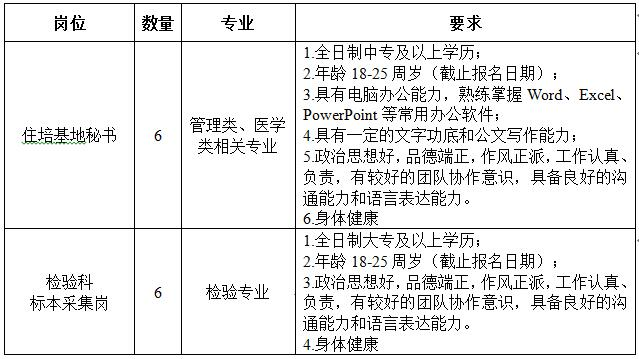 岗位 数量 专业 要求
住培基地秘书 6 管理类、医学
类相关专业
1.全日制中专及以上学历；
2.年龄 18-25 周岁（截止报名日期）；
3.具有电脑办公能力，熟练掌握 Word、Excel、
PowerPoint 等常用办公软件；
4.具有一定的文字功底和公文写作能力；
5.政治思想好，品德端正，作风正派，工作认真、
负责，有较好的团队协作意识，具备良好的沟
通能力和语言表达能力。
6.身体健康
检验科
标本采集岗 6 检验专业
1.全日制大专及以上学历；
2.年龄 18-25 周岁（截止报名日期）；
3.政治思想好，品德端正，作风正派，工作认真、
负责，有较好的团队协作意识，具备良好的沟
通能力和语言表达能力。
4.身体健康